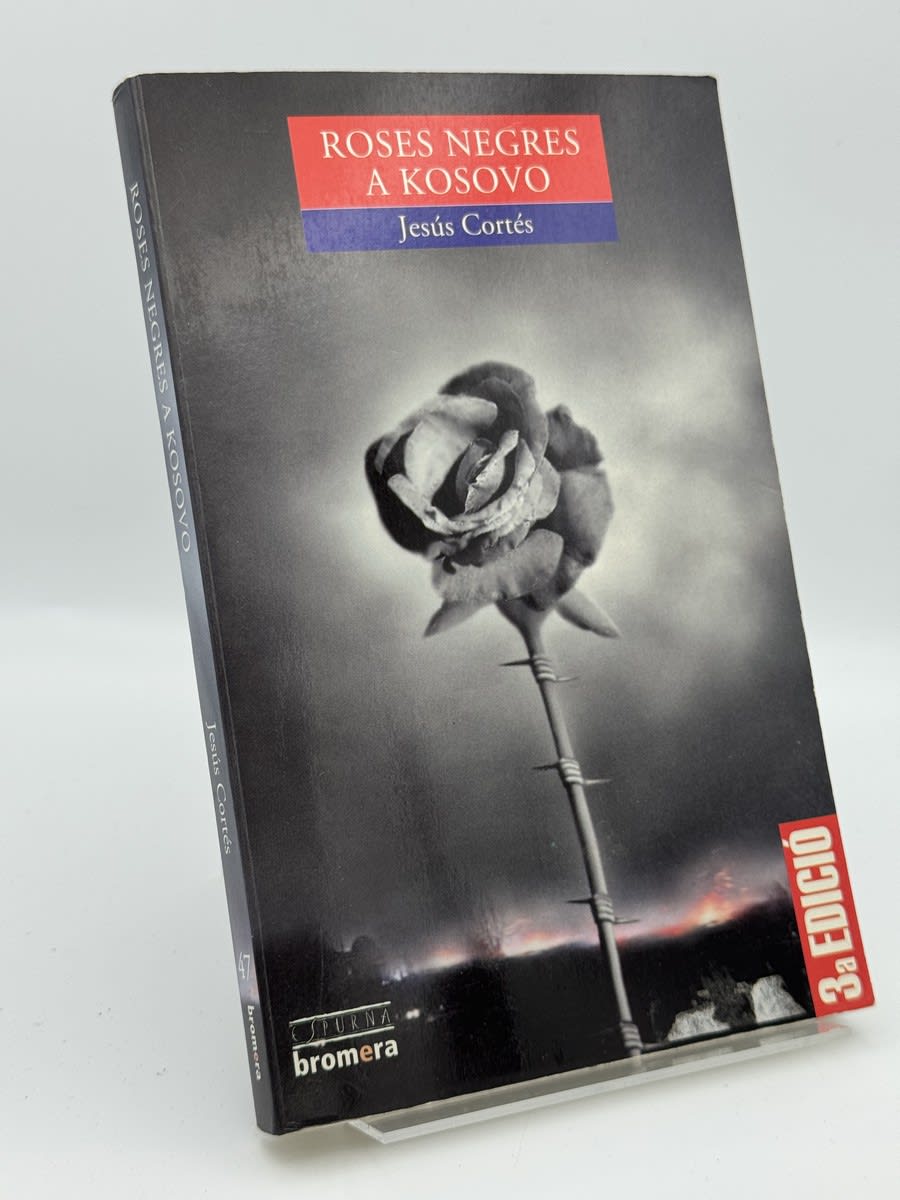 ROSES NEGRES
A KOSOVO
Jesús Cortés
ROSES NEGRES A KOSOVO
Jesús Cortés
47
bromera
3a EDICIÓ
ESPURNA
bromera